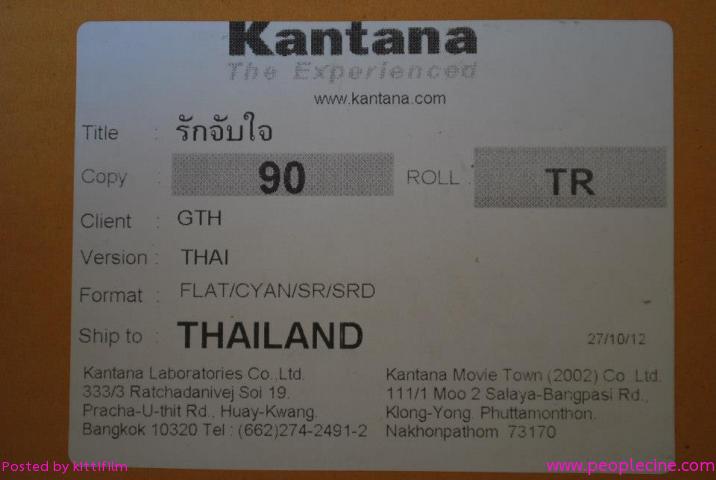 Kantana
The Experienced
www.kantana.com
Title : รักจับใจ
Copy : 90 ROLL : TR
Client : GTH
Version : THAI
Format : FLAT/CYAN/SR/SRD
Ship to : THAILAND 27/10/12
Kantana Laboratories Co.,Ltd.
333/3 Ratchadanivej Soi 19.
Pracha-U-thit Rd., Huay-Kwang.
Bangkok 10320 Tel : (662)274-2491-2
Kantana Movie Town (2002) Co .Ltd.
111/1 Moo 2 Salaya-Bangpasi Rd.,
Klong-Yong. Phuttamonthon.
Nakhonpathom 73170
Posted by kittifilm
www.peoplecine.com